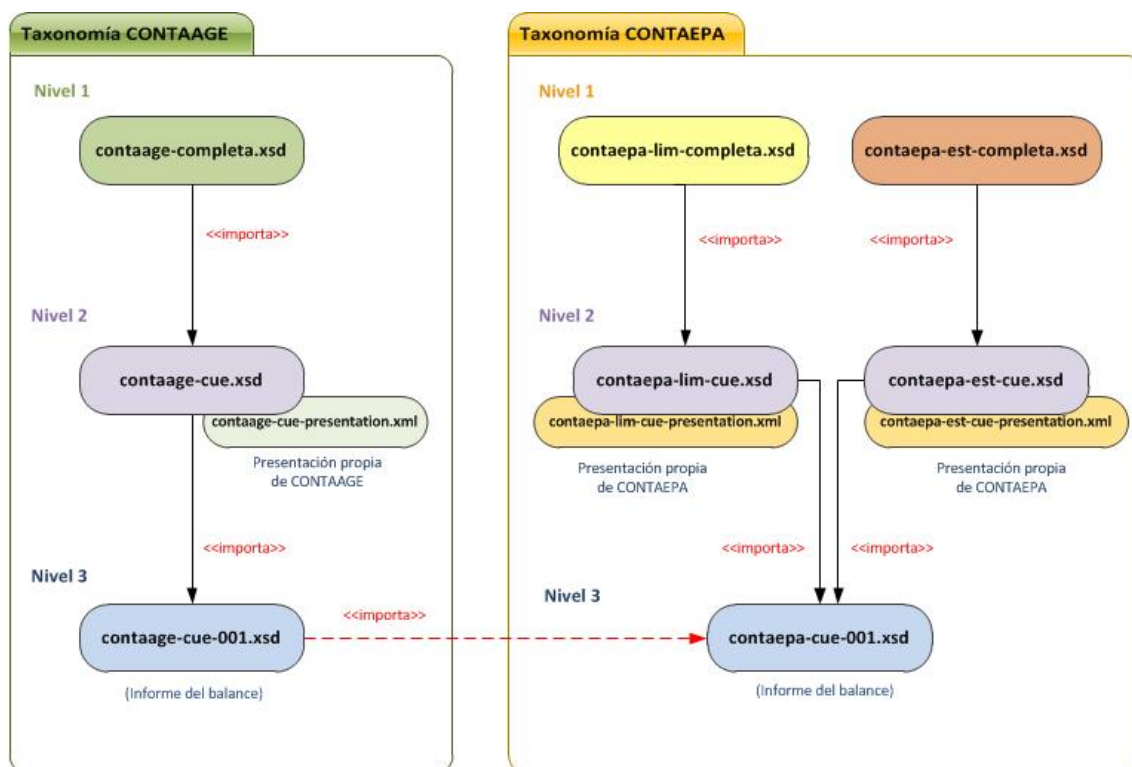 Taxonomía CONTAAGE
Nivel 1
contaage-completa.xsd
<<importa>>
Nivel 2
contaage-cue.xsd
contaage-cue-presentation.xml
Presentación propia
de CONTAAGE
<<importa>>
Nivel 3
contaage-cue-001.xsd
(Informe del balance)
<<importa>>
Taxonomía CONTAEPA
Nivel 1
contaepa-lim-completa.xsd
contaepa-est-completa.xsd
<<importa>>
<<importa>>
Nivel 2
contaepa-lim-cue.xsd
contaepa-est-cue.xsd
contaepa-lim-cue-presentation.xml
contaepa-est-cue-presentation.xml
Presentación propia
de CONTAEPA
Presentación propia
de CONTAEPA
<<importa>>
<<importa>>
Nivel 3
contaepa-cue-001.xsd
(Informe del balance)